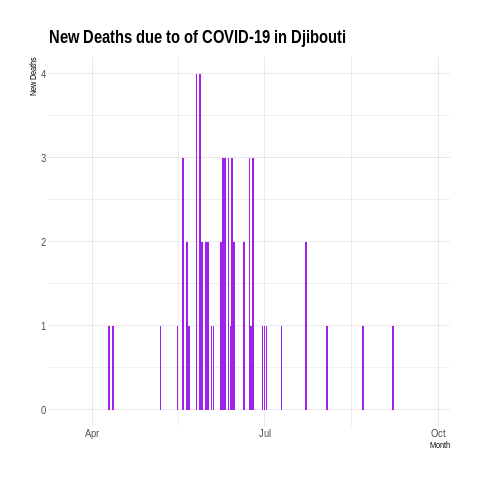 New Deaths due to of COVID-19 in Djibouti
New Deaths
4
3
2
1
0
Apr
Jul
Oct
Month